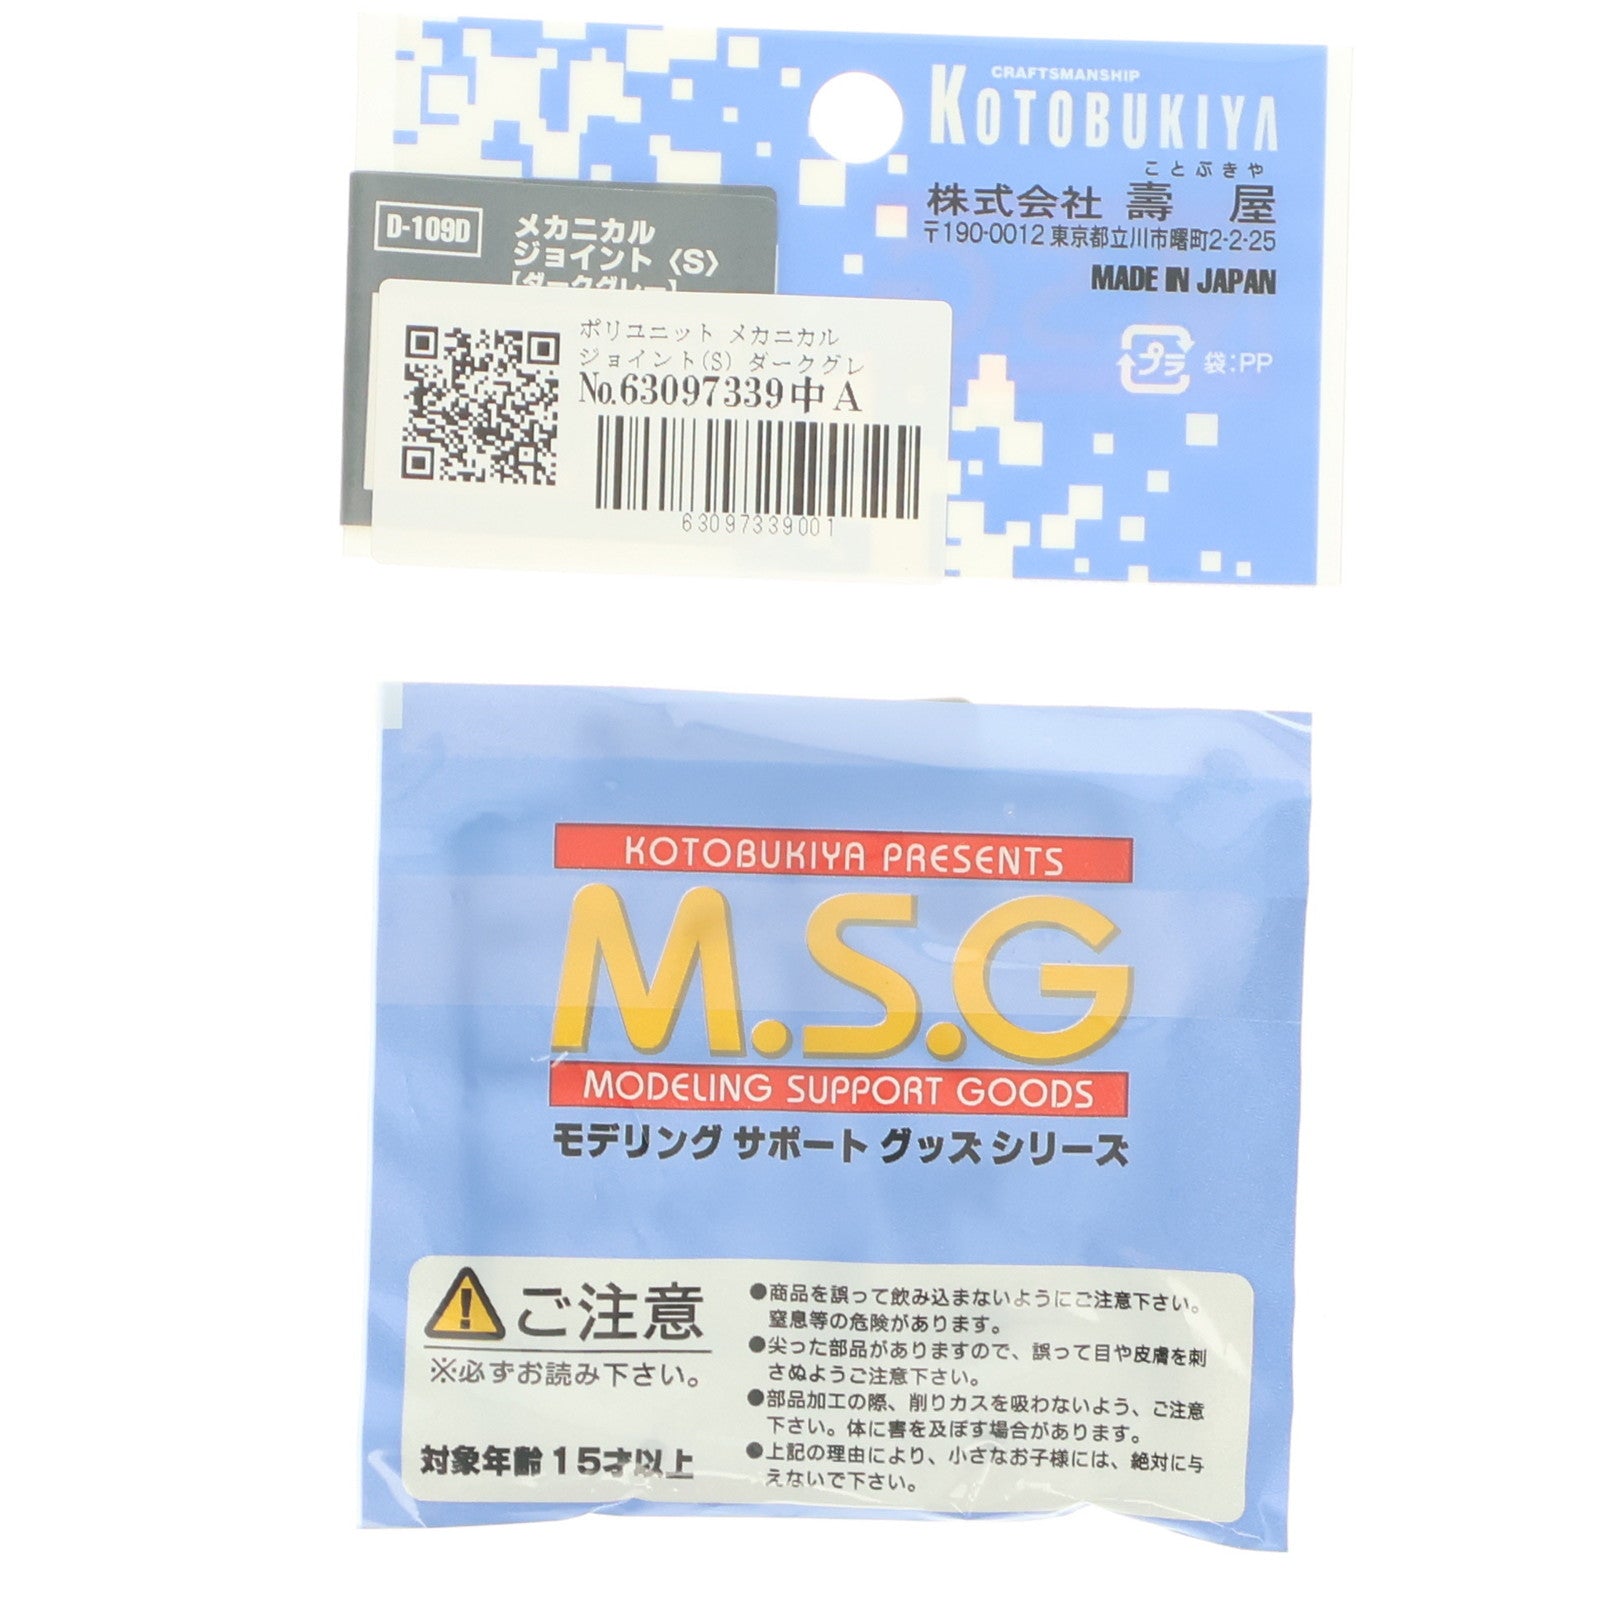 CRAFTSMANSHIP
KOTOBUKIYA
ことぶきや
株式会社 壽 屋
〒190-0012 東京都立川市曙町2-2-25
MADE IN JAPAN
プラ 袋:PP
D-109D
メカニカル
ジョイント〈S〉
[ダークグレー]
ポリユニット メカニカル
ジョイント(S) ダークグレ
No.63097339中A
63097339001
KOTOBUKIYA PRESENTS
M.S.G
MODELING SUPPORT GOODS
モデリング サポート グッズ シリーズ
ご注意
※必ずお読み下さい。
対象年齢 15才以上
●商品を誤って飲み込まないようにご注意下さい。
窒息等の危険があります。
●尖った部品がありますので、誤って目や皮膚を刺
さぬようご注意下さい。
●部品加工の際、削りカスを吸わないよう、ご注意
下さい。体に害を及ぼす場合があります。
●上記の理由により、小さなお子様には、絶対に与
えないで下さい。